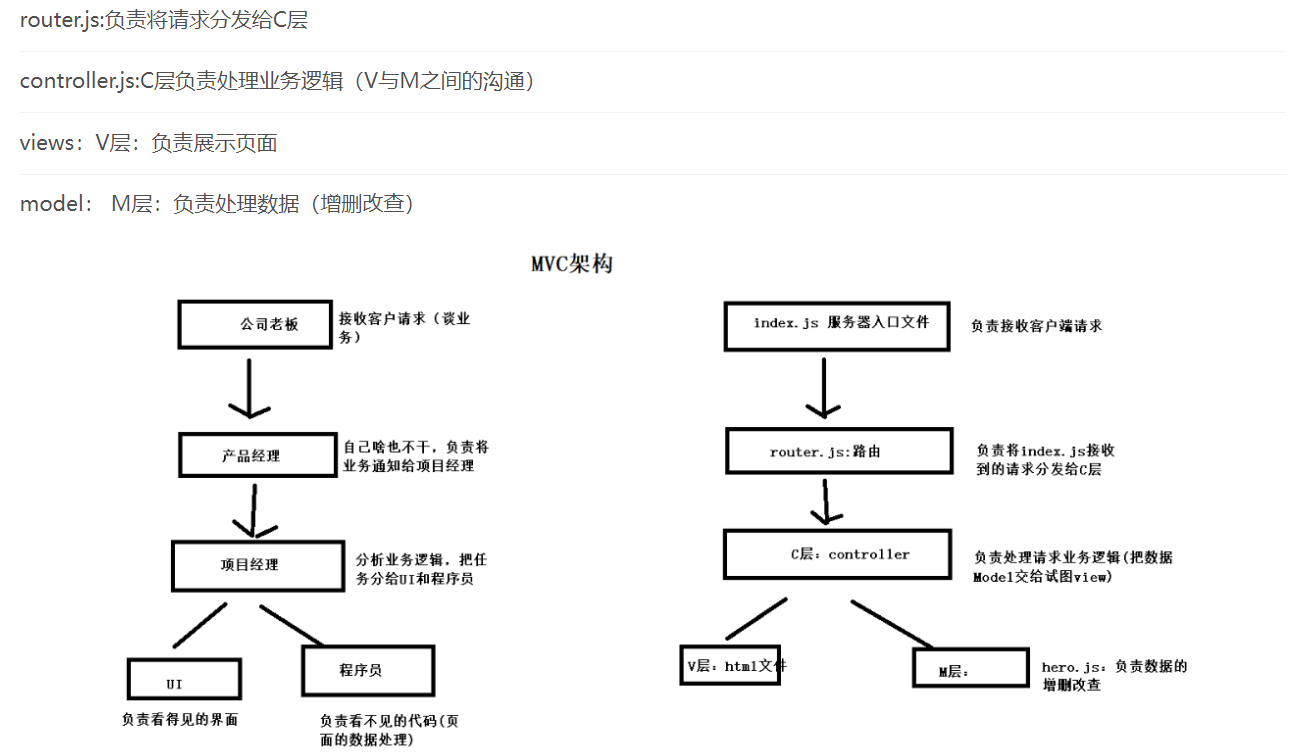 router.js:负责将请求分发给C层
controller.js:C层负责处理业务逻辑（V与M之间的沟通）
views：V层：负责展示页面
model： M层：负责处理数据（增删改查）
MVC架构
公司老板
接收客户请求（谈业
务）
index.js 服务器入口文件
负责接收客户端请求
产品经理
自己啥也不干，负责将
业务通知给项目经理
router.js:路由
负责将index.js接收
到的请求分发给C层
项目经理
分析业务逻辑，把任
务分给UI和程序员
C层：controller
负责处理请求业务逻辑(把数据
Model交给试图view)
UI
负责看得见的界面
程序员
负责看不见的代码(页
面的数据处理)
V层：html文件
M层：
hero.js：负责数据的
增删改查